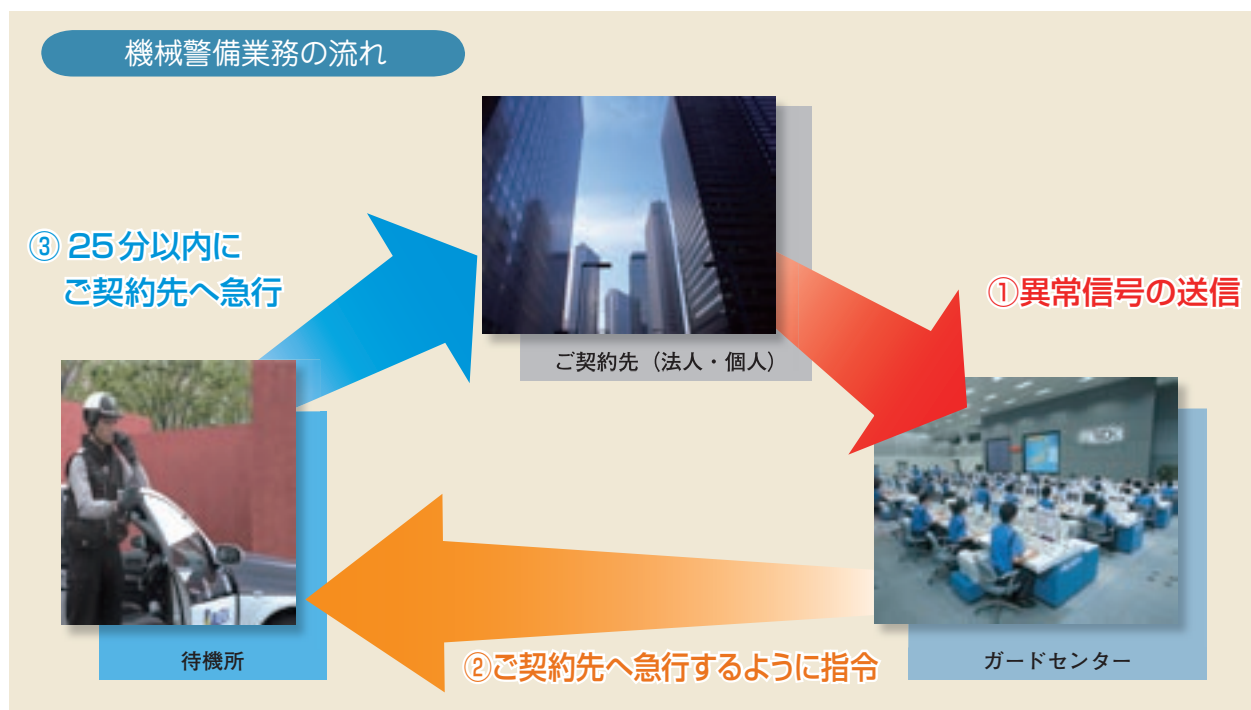 機械警備業務の流れ
③ 25分以内に
ご契約先へ急行
①異常信号の送信
ご契約先（法人・個人）
待機所
②ご契約先へ急行するように指令
ガードセンター